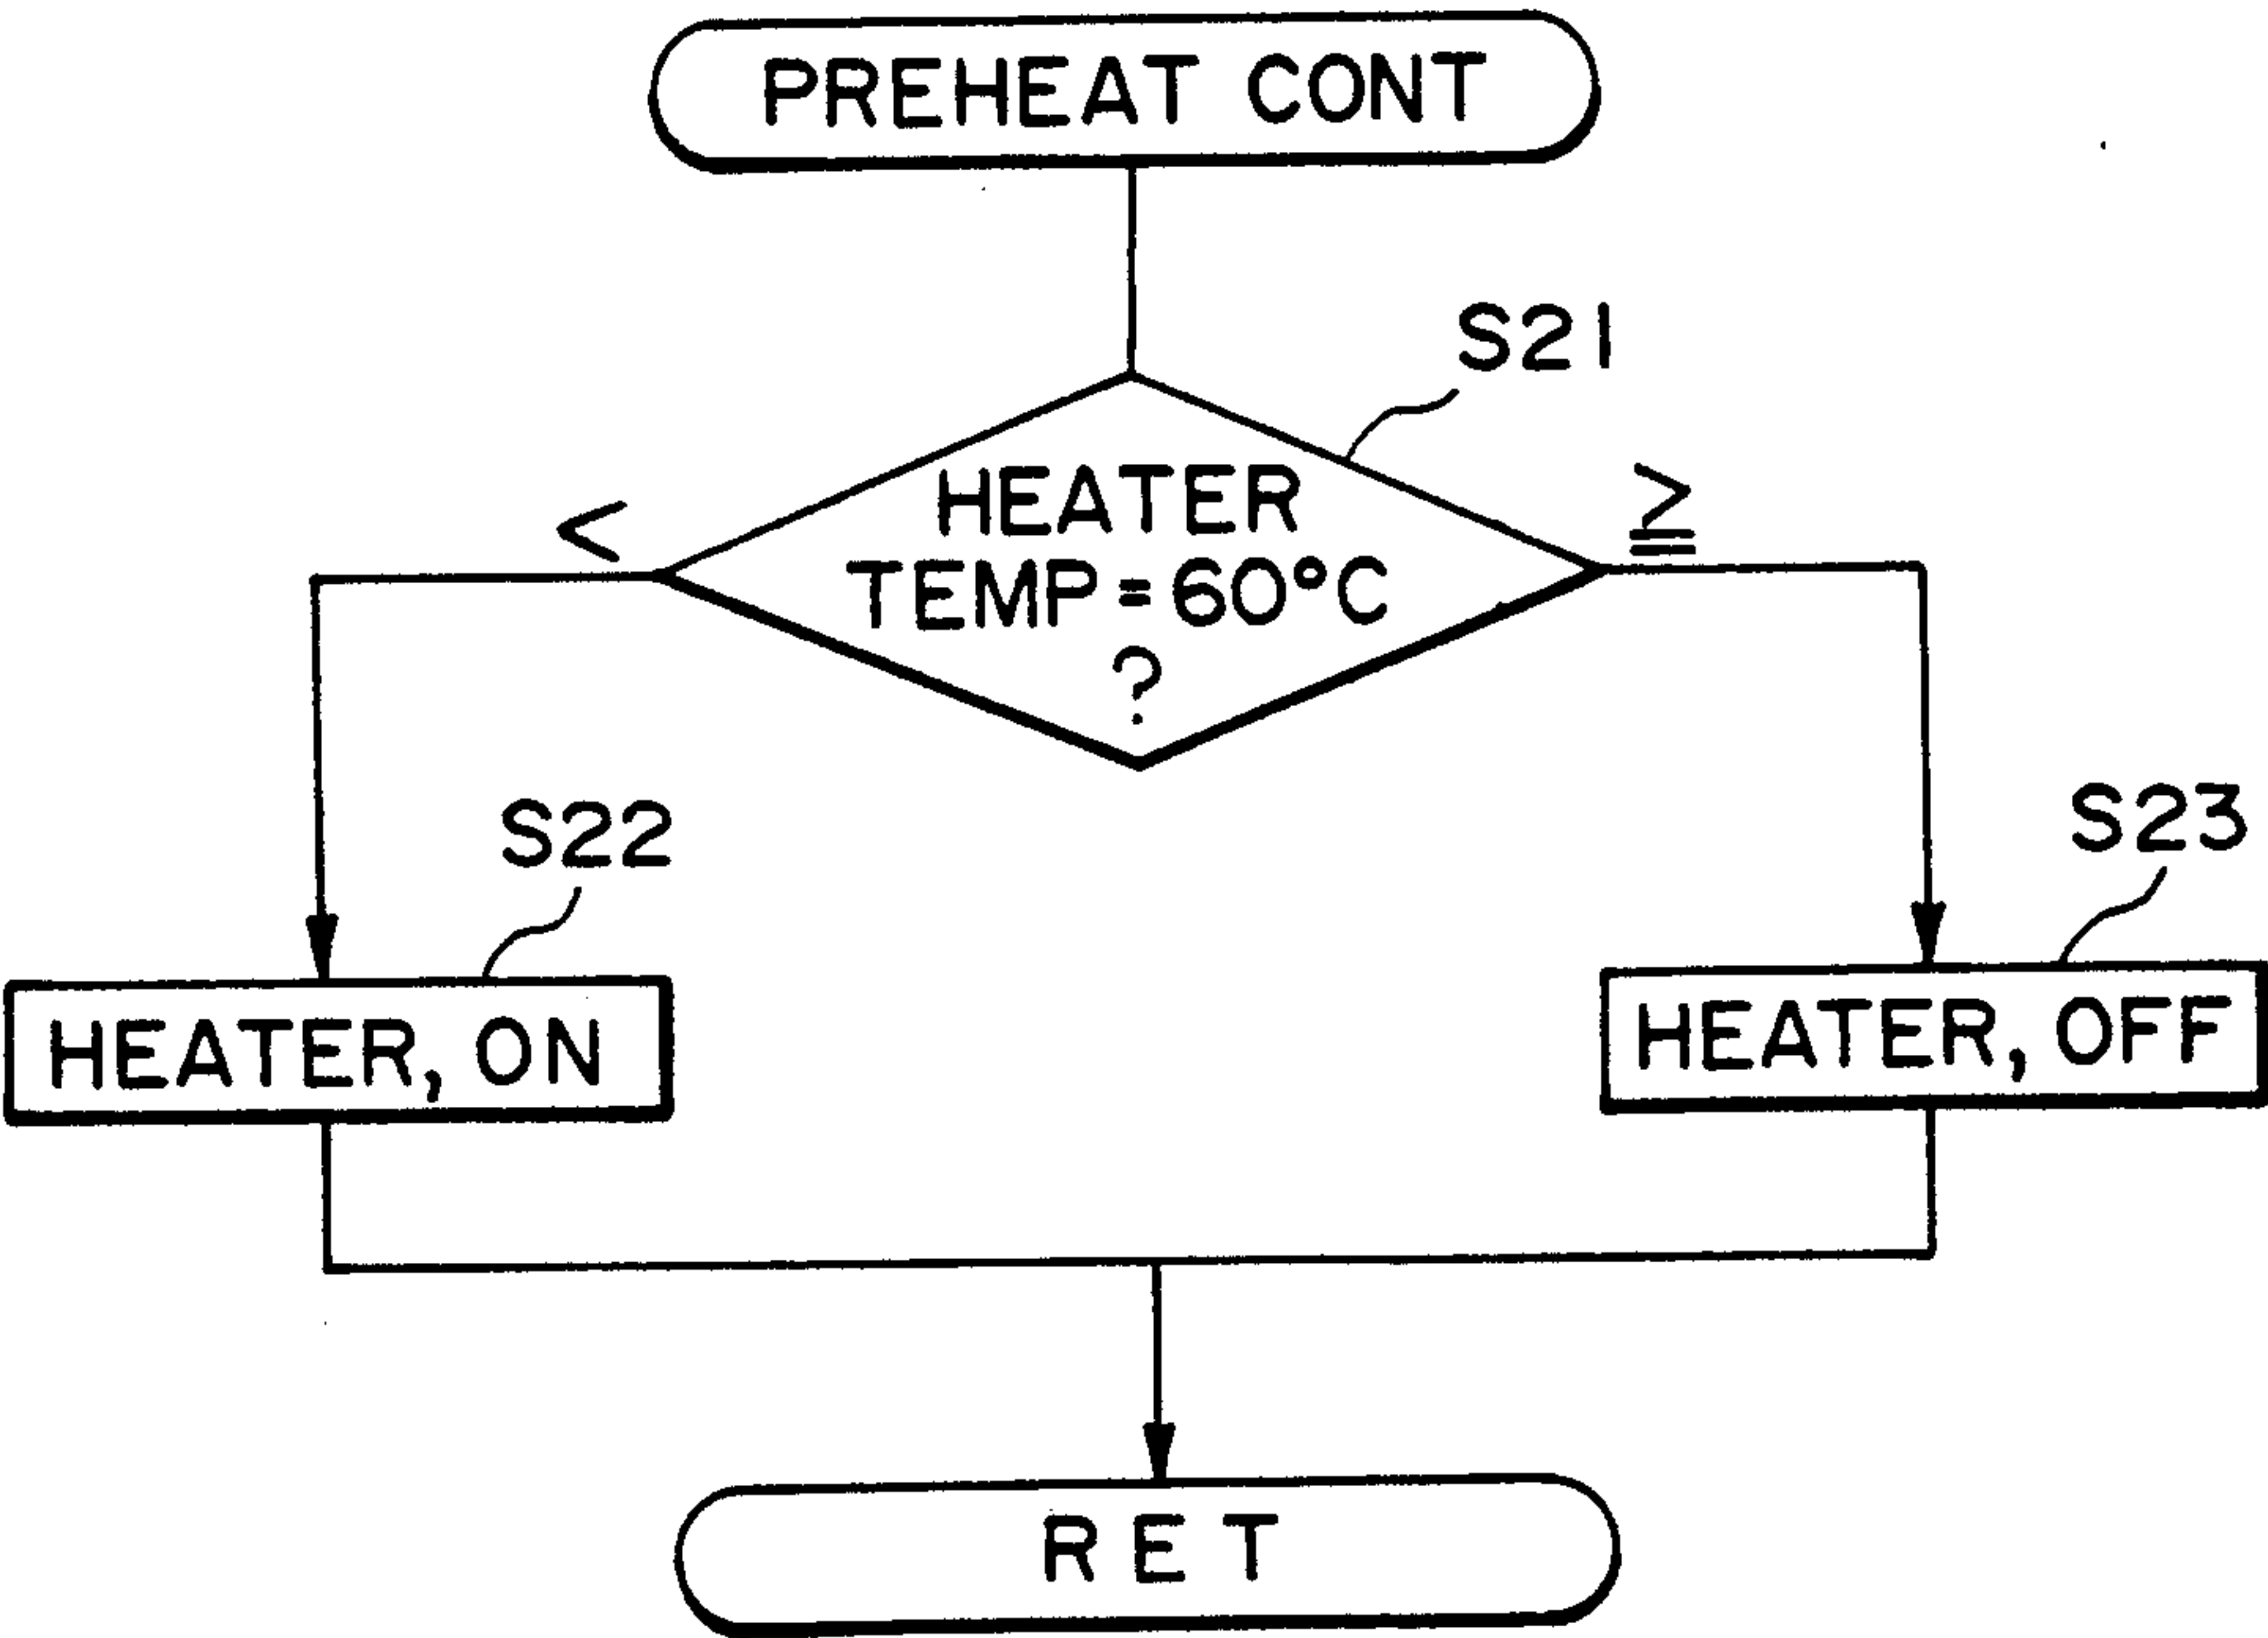 PREHEAT CONT
S21
<
HEATER
≧
TEMP=60°C
?
S22
S23
HEATER, ON
HEATER, OFF
RET